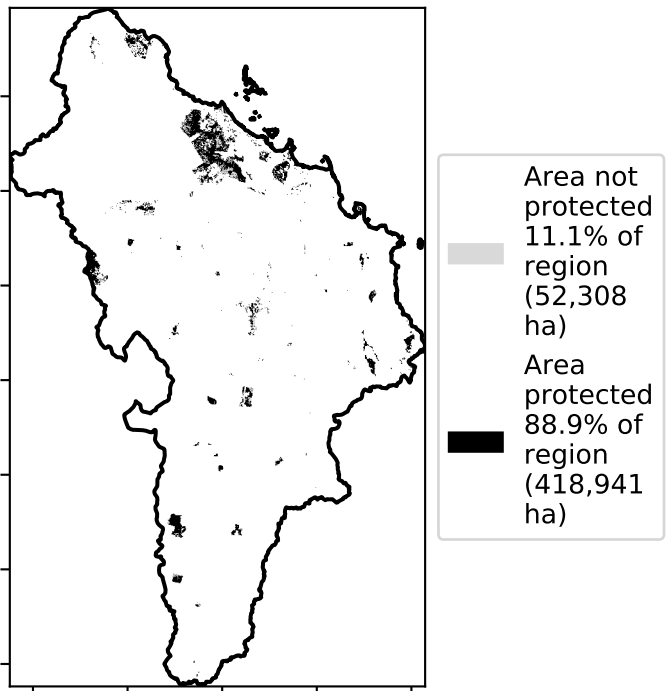 Area not
protected
11.1% of
region
(52,308
ha)
Area
protected
88.9% of
region
(418,941
ha)